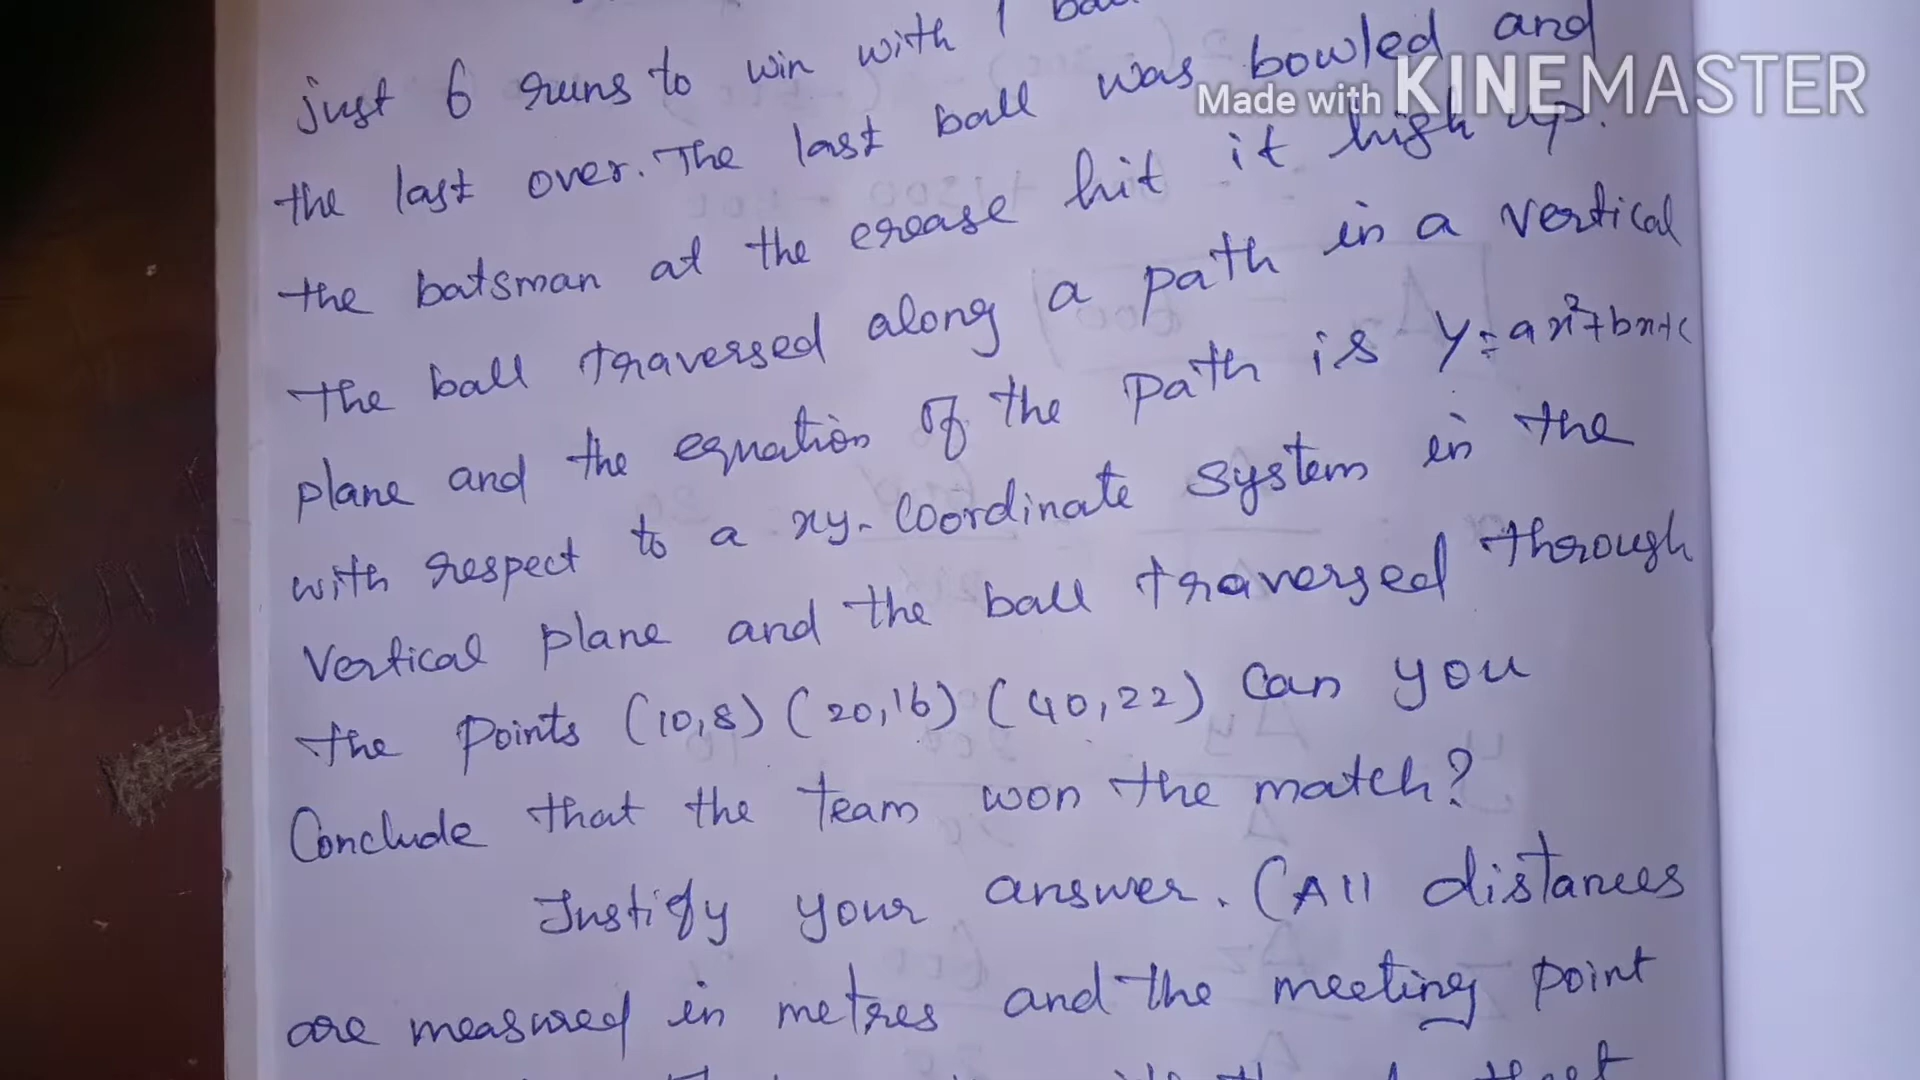 just 6 runs to win with 1
the last over. The last ball was bowled and
the batsman at the crease hit it high up.
The ball traversed along a path in a vertical
plane and the equation of the path is y = ax²+bx+c
with respect to a xy-coordinate system in the
Vertical plane and the ball traversed through
the points (10,8) (20,16) (40,22) Can you
Conclude that the team won the match?
Justify your answer. (All distances
are measured in metres and the meeting point
Made with KINEMASTER